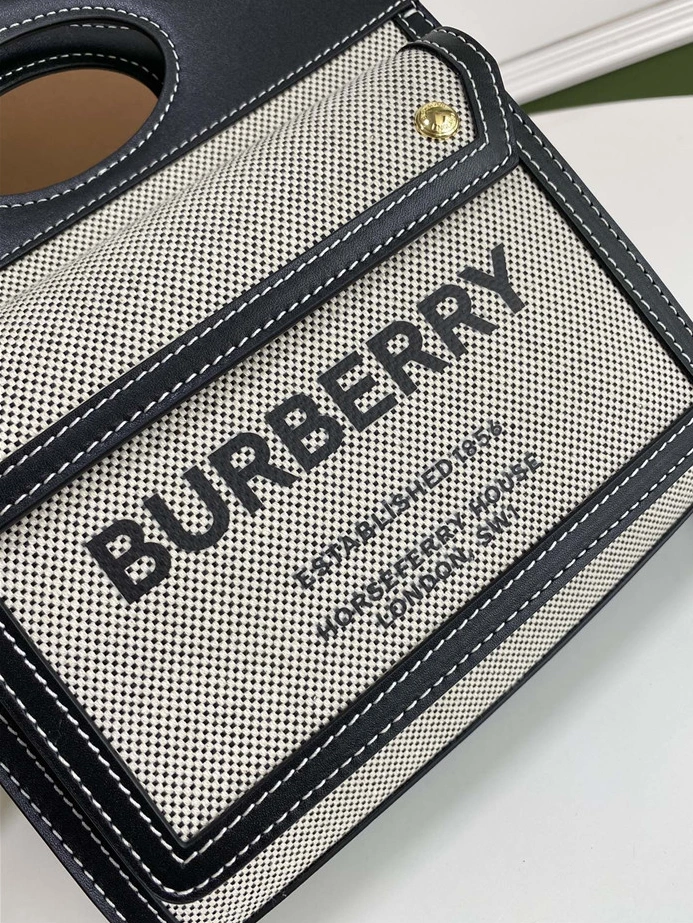 BURBERRY
ESTABLISHED 1856
HORSEFERRY HOUSE
LONDON, SW1